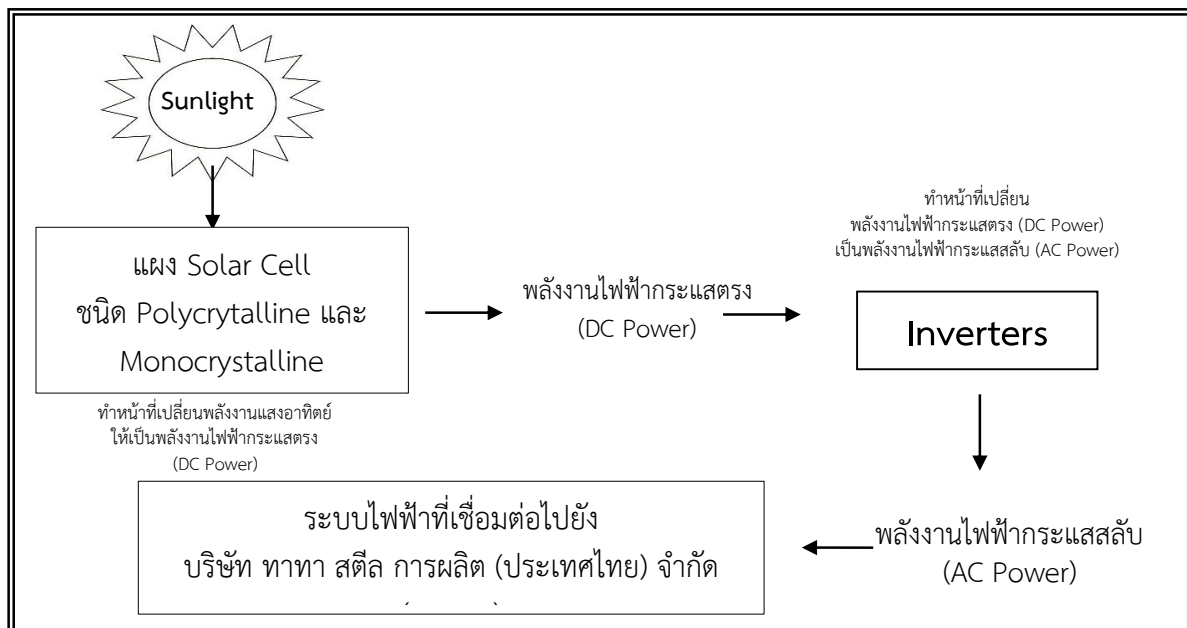 Sunlight
แผง Solar Cell
ชนิด Polycrytalline และ
Monocrystalline
ทำหน้าที่เปลี่ยนพลังงานแสงอาทิตย์
ให้เป็นพลังงานไฟฟ้ากระแสตรง
(DC Power)
พลังงานไฟฟ้ากระแสตรง
(DC Power)
ทำหน้าที่เปลี่ยน
พลังงานไฟฟ้ากระแสตรง (DC Power)
เป็นพลังงานไฟฟ้ากระแสสลับ (AC Power)
Inverters
พลังงานไฟฟ้ากระแสสลับ
(AC Power)
ระบบไฟฟ้าที่เชื่อมต่อไปยัง
บริษัท ทาทา สตีล การผลิต (ประเทศไทย) จำกัด